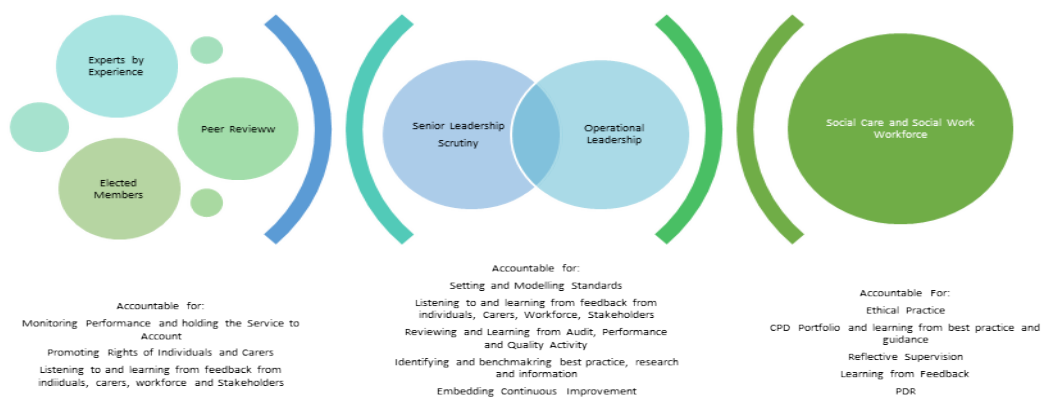 Experts by
Experience
Peer Revieww
Elected
Members
Accountable for:
Monitoring Performance and holding the Service to
Account
Promoting Rights of Individuals and Carers
Listening to and learning from feedback from
indiiduals, carers, workforce and Stakeholders
Senior Leadership
Scrutiny
Operational
Leadership
Accountable for:
Setting and Modelling Standards
Listening to and learning from feedback from
individuals, Carers, Workforce, Stakeholders
Reviewing and Learning from Audit, Performance
and Quality Activity
Identifying and benchmakring best practice, research
and information
Embedding Continuous Improvement
Social Care and Social Work
Workforce
Accountable For:
Ethical Practice
CPD Portfolio and learning from best practice and
guidance
Reflective Supervision
Learning from Feedback
PDR